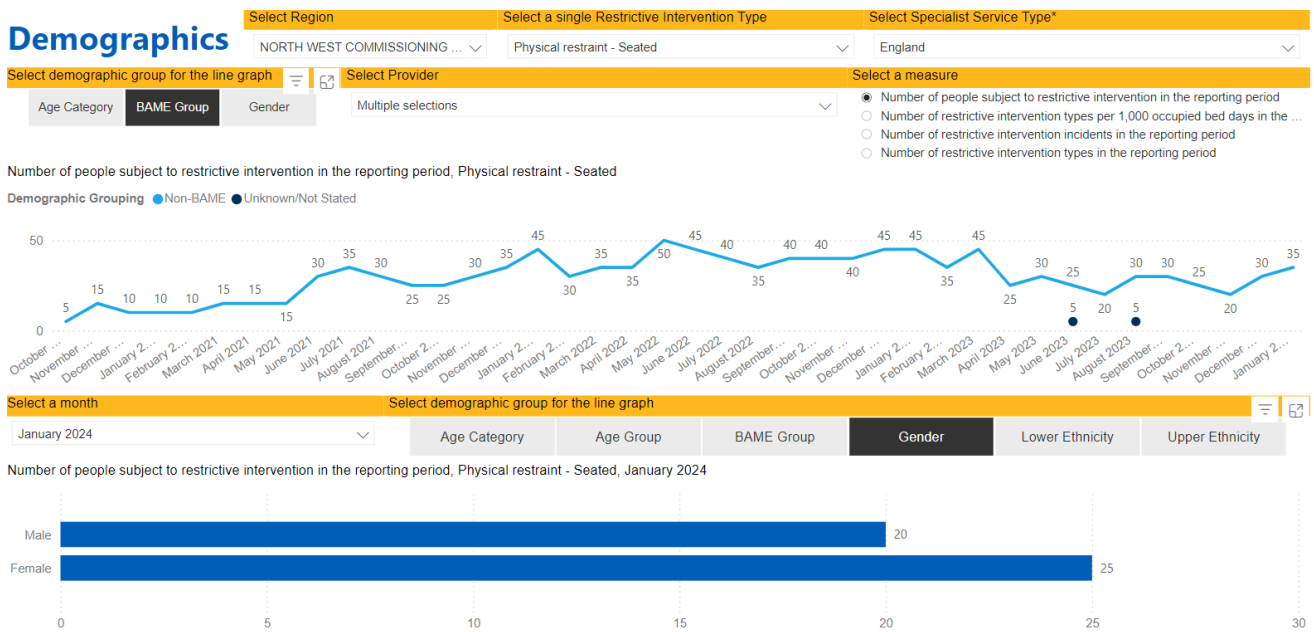 Demographics
Select Region
Select a single Restrictive Intervention Type
Select Specialist Service Type*
NORTH WEST COMMISSIONING ...
Physical restraint - Seated
England
Select demographic group for the line graph
Select Provider
Select a measure
Age Category
BAME Group
Gender
Multiple selections
Number of people subject to restrictive intervention in the reporting period
Number of restrictive intervention types per 1,000 occupied bed days in the ...
Number of restrictive intervention incidents in the reporting period
Number of restrictive intervention types in the reporting period
Number of people subject to restrictive intervention in the reporting period, Physical restraint - Seated
Demographic Grouping Non-BAME Unknown/Not Stated
50
0
5 15 10 10 10 15 15 15 30 35 30 25 25 30 35 45 30 35 35 50 45 40 35 40 40 40 45 45 35 45 25 30 25 20 30 30 25 20 30 35
5 5
October ... November ... December ... January 2... February 2... March 2021 April 2021 May 2021 June 2021 July 2021 August 2021 September... October 2... November ... December ... January 2... February 2... March 2022 April 2022 May 2022 June 2022 July 2022 August 2022 September... October 2... November ... December ... January 2... February 2... March 2023 April 2023 May 2023 June 2023 July 2023 August 2023 September... October 2... November ... December ... January 2...
Select a month
Select demographic group for the line graph
January 2024
Age Category
Age Group
BAME Group
Gender
Lower Ethnicity
Upper Ethnicity
Number of people subject to restrictive intervention in the reporting period, Physical restraint - Seated, January 2024
Male 20
Female 25
0 5 10 15 20 25 30